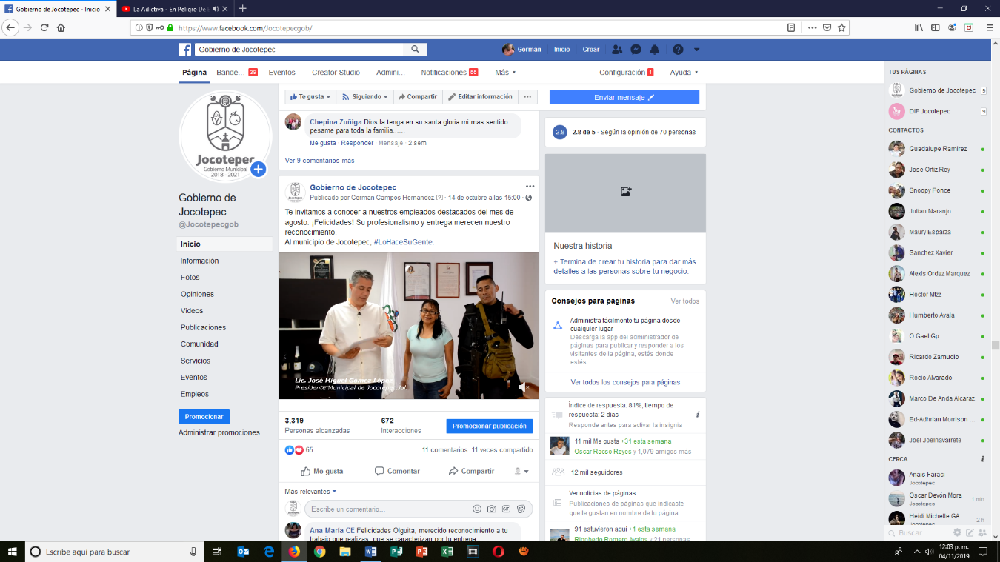 Gobierno de Jocotepec - Inicio
La Adictiva - En Peligro De E
https://www.facebook.com/Jocotepecgob/
Gobierno de Jocotepec
German
Inicio
Crear
Página
Bande... 39
Eventos
Creator Studio
Admini...
Notificaciones 55
Más
Configuración 1
Ayuda
Jocotepec
Gobierno Municipal
2018 - 2021
Gobierno de
Jocotepec
@Jocotepecgob
Inicio
Información
Fotos
Opiniones
Videos
Publicaciones
Comunidad
Servicios
Eventos
Empleos
Promocionar
Administrar promociones
Te gusta
Siguiendo
Compartir
Editar información
Chepina Zuñiga Díos la tenga en su santa gloria mi mas sentido
pesame para toda la familia......
Me gusta · Responder · Mensaje · 2 sem
Ver 9 comentarios más
Gobierno de Jocotepec
Publicado por German Campos Hernandez [?] · 14 de octubre a las 15:00 ·
Te invitamos a conocer a nuestros empleados destacados del mes de
agosto. ¡Felicidades! Su profesionalismo y entrega merecen nuestro
reconocimiento.
Al municipio de Jocotepec, #LoHaceSuGente.
Lic. José Miguel Gómez López
Presidente Municipal de Jocotepec, Jal.
3,319
Personas alcanzadas
672
Interacciones
Promocionar publicación
65
11 comentarios 11 veces compartido
Me gusta
Comentar
Compartir
Más relevantes
Escribe un comentario...
GIF
Ana Maria CE Felicidades Olguita, merecido reconocimiento a tu
trabajo que realizas, que se caracterizan por tu entrega,
Enviar mensaje
2.8
2.8 de 5 · Según la opinión de 70 personas
Nuestra historia
+ Termina de crear tu historia para dar más
detalles a las personas sobre tu negocio.
Consejos para páginas
Ver todos
Administra fácilmente tu página desde
cualquier lugar
Descarga la app del administrador de
páginas para publicar y responder a los
visitantes de la página, estés donde
estés.
Ver todos los consejos para páginas
Índice de respuesta: 81%; tiempo de
respuesta: 2 días
Responde antes para activar la insignia
11 mil Me gusta +31 esta semana
Oscar Racso Reyes y 1,079 amigos más
12 mil seguidores
Ver noticias de páginas
Publicaciones de páginas que indicaste
que te gustan en nombre de tu página
91 estuvieron aquí +1 esta semana
Rigoberto Romero Ayalos y 21 personas
TUS PÁGINAS
Gobierno de Jocotepec
DIF Jocotepec
CONTACTOS
Guadalupe Ramirez
Jose Ortiz Rey
Snoopy Ponce
Julian Naranjo
Maury Esparza
Sanchez Xavier
Alexis Ordaz Marquez
Hector Mtzz
Humberto Ayala
O Gael Gp
Ricardo Zamudio
Rocio Alvarado
Marco De Anda Alcaraz
Ed-Adhrian Morrison ...
Joel Joelnavarrete
CERCA
Anais Faraci
Jocotepec
Oscar Devón Mora
Jocotepec
1 min
Heidi Michelle GA
Jocotepec
2 h
Buscar
Escribe aquí para buscar
12:03 p. m.
04/11/2019